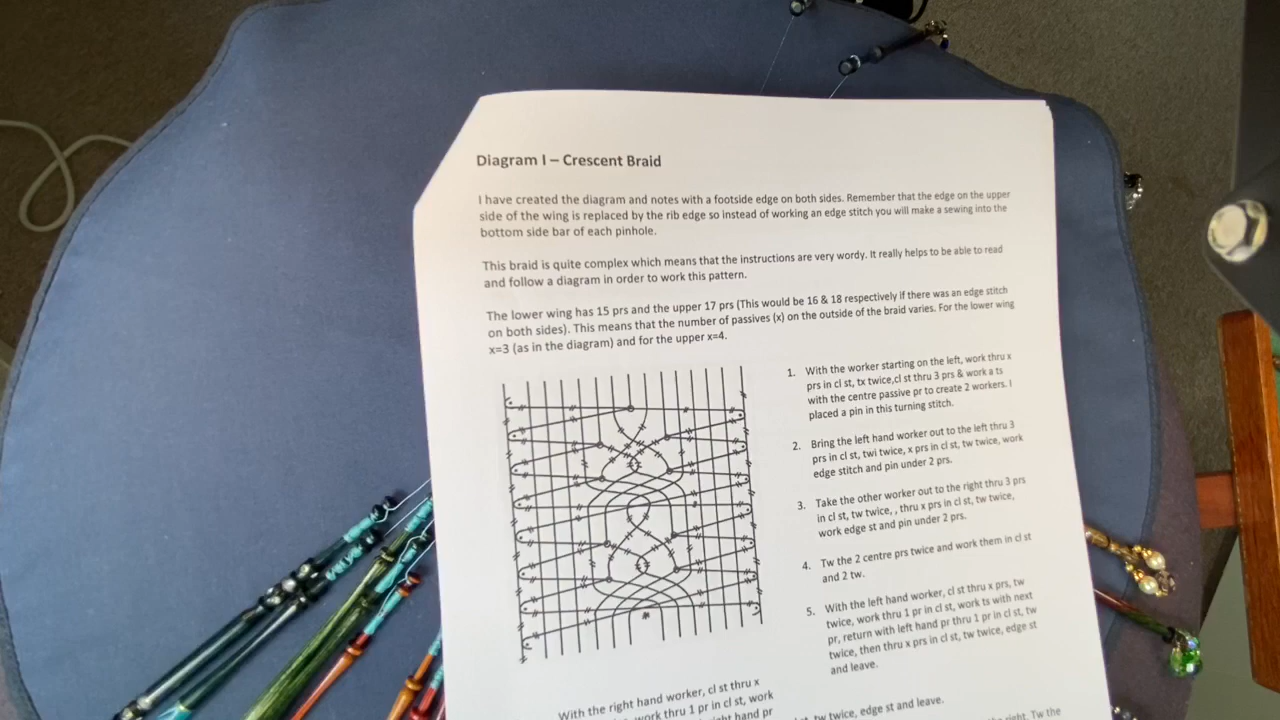 Diagram I – Crescent Braid
I have created the diagram and notes with a footside edge on both sides. Remember that the edge on the upper
side of the wing is replaced by the rib edge so instead of working an edge stitch you will make a sewing into the
bottom side bar of each pinhole.
This braid is quite complex which means that the instructions are very wordy. It really helps to be able to read
and follow a diagram in order to work this pattern.
The lower wing has 15 prs and the upper 17 prs (This would be 16 & 18 respectively if there was an edge stitch
on both sides). This means that the number of passives (x) on the outside of the braid varies. For the lower wing
x=3 (as in the diagram) and for the upper x=4.
1. With the worker starting on the left, work thru x
prs in cl st, tx twice,cl st thru 3 prs & work a ts
with the centre passive pr to create 2 workers. I
placed a pin in this turning stitch.
2. Bring the left hand worker out to the left thru 3
prs in cl st, twi twice, x prs in cl st, tw twice, work
edge stitch and pin under 2 prs.
3. Take the other worker out to the right thru 3 prs
in cl st, tw twice, , thru x prs in cl st, tw twice,
work edge st and pin under 2 prs.
4. Tw the 2 centre prs twice and work them in cl st
and 2 tw.
5. With the left hand worker, cl st thru x prs, tw
twice, work thru 1 pr in cl st, work ts with next
pr, return with left hand pr thru 1 pr in cl st, tw
twice, then thru x prs in cl st, tw twice, edge st
and leave.
With the right hand worker, cl st thru x
work thru 1 pr in cl st, work
hand pr
tw twice, edge st and leave.
right. Tw the